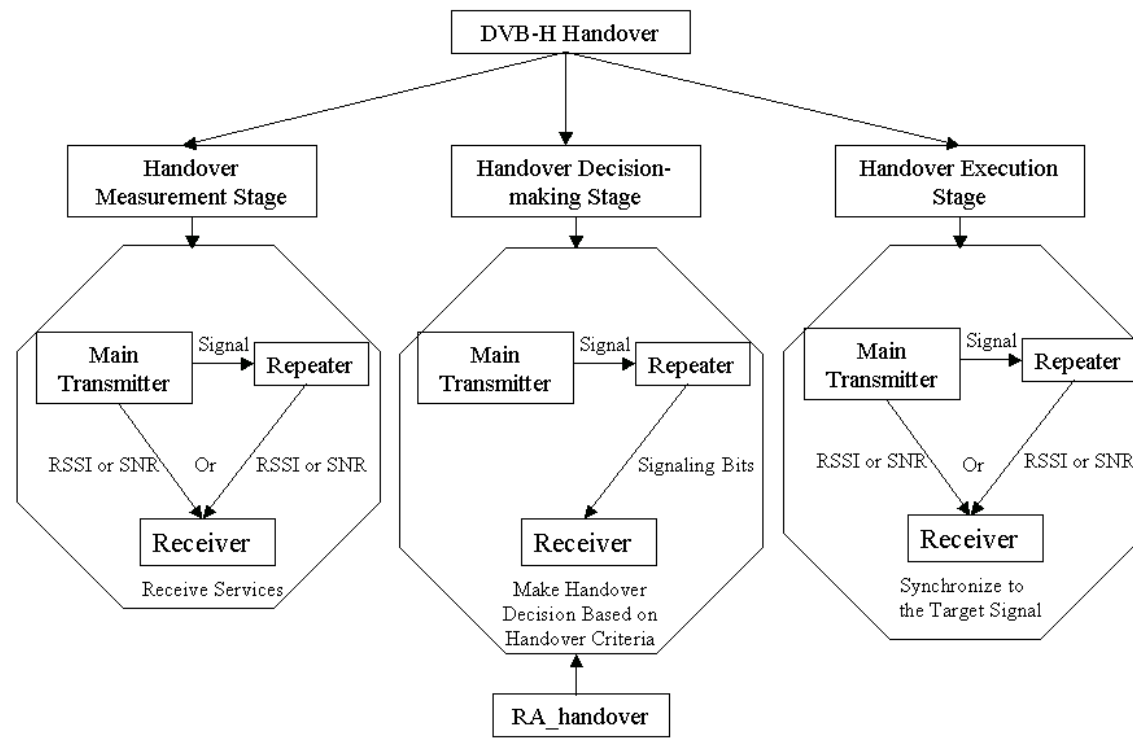 DVB-H Handover
Handover
Measurement Stage
Handover Decision-
making Stage
Handover Execution
Stage
Main
Transmitter
Signal
Repeater
RSSI or SNR
Or
RSSI or SNR
Receiver
Receive Services
Main
Transmitter
Signal
Repeater
Signaling Bits
Receiver
Make Handover
Decision Based on
Handover Criteria
Main
Transmitter
Signal
Repeater
RSSI or SNR
Or
RSSI or SNR
Receiver
Synchronize to
the Target Signal
RA_handover